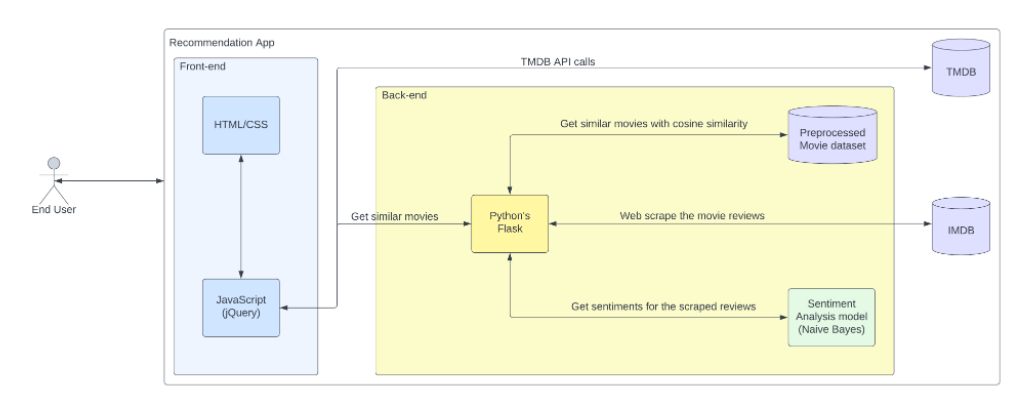 Recommendation App
Front-end
TMDB API calls
TMDB
Back-end
HTML/CSS
Get similar movies with cosine similarity
Preprocessed
Movie dataset
End User
Get similar movies
Python's
Flask
Web scrape the movie reviews
IMDB
JavaScript
(jQuery)
Get sentiments for the scraped reviews
Sentiment
Analysis model
(Naive Bayes)